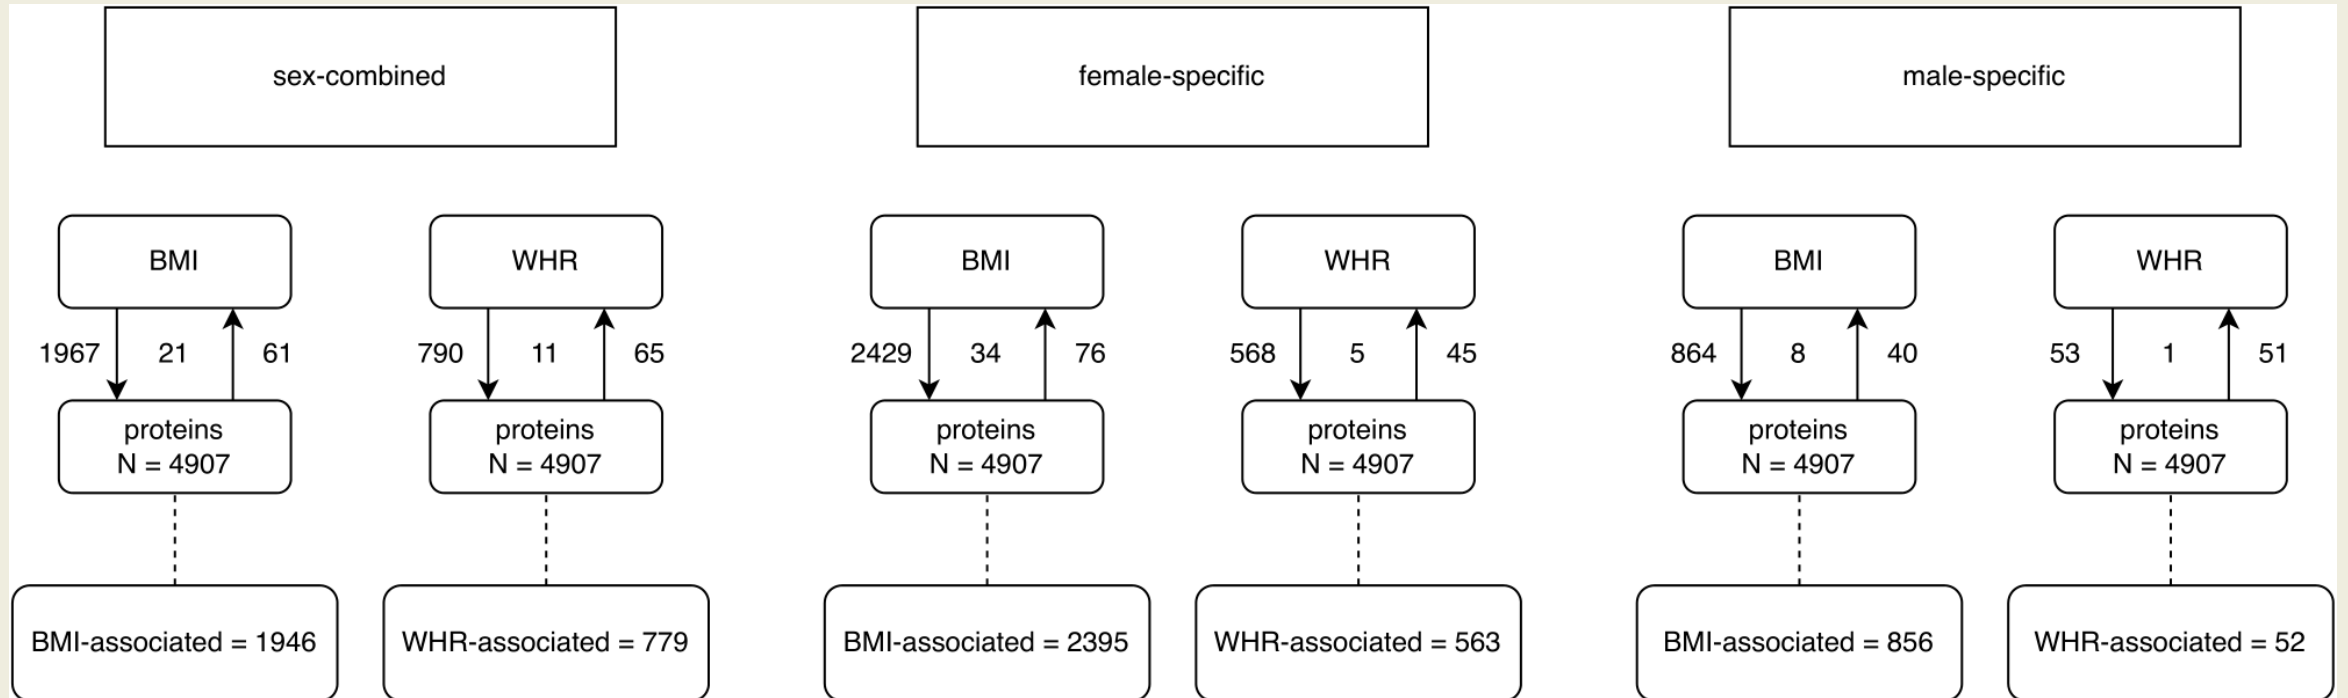 sex-combined
female-specific
male-specific
BMI
WHR
BMI
WHR
BMI
WHR
1967 21 61
790 11 65
2429 34 76
568 5 45
864 8 40
53 1 51
proteins
N = 4907
proteins
N = 4907
proteins
N = 4907
proteins
N = 4907
proteins
N = 4907
proteins
N = 4907
BMI-associated = 1946
WHR-associated = 779
BMI-associated = 2395
WHR-associated = 563
BMI-associated = 856
WHR-associated = 52